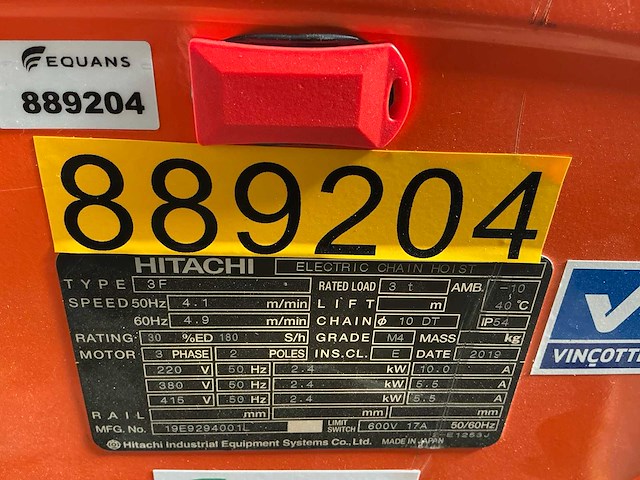 EQUANS
889204
889204
HITACHI ELECTRIC CHAIN HOIST
TYPE 3F RATED LOAD 3 t AMB. -10
SPEED 50Hz 4.1 m/min LIFT m 40 °C
60Hz 4.9 m/min CHAIN ϕ 10 DT IP54
RATING 30 %ED 180 S/h GRADE M4 MASS kg
MOTOR 3 PHASE 2 POLES INS.CL. E DATE 2019
220 V 50 Hz 2.4 kW 10.0 A
380 V 50 Hz 2.4 kW 5.5 A
415 V 50 Hz 2.4 kW 5.5 A
RAIL mm mm mm
MFG. No. 19E9294001L LIMIT SWITCH 600V 17A 50/60Hz
Hitachi Industrial Equipment Systems Co., Ltd. MADE IN JAPAN E1253J
VINÇOTT